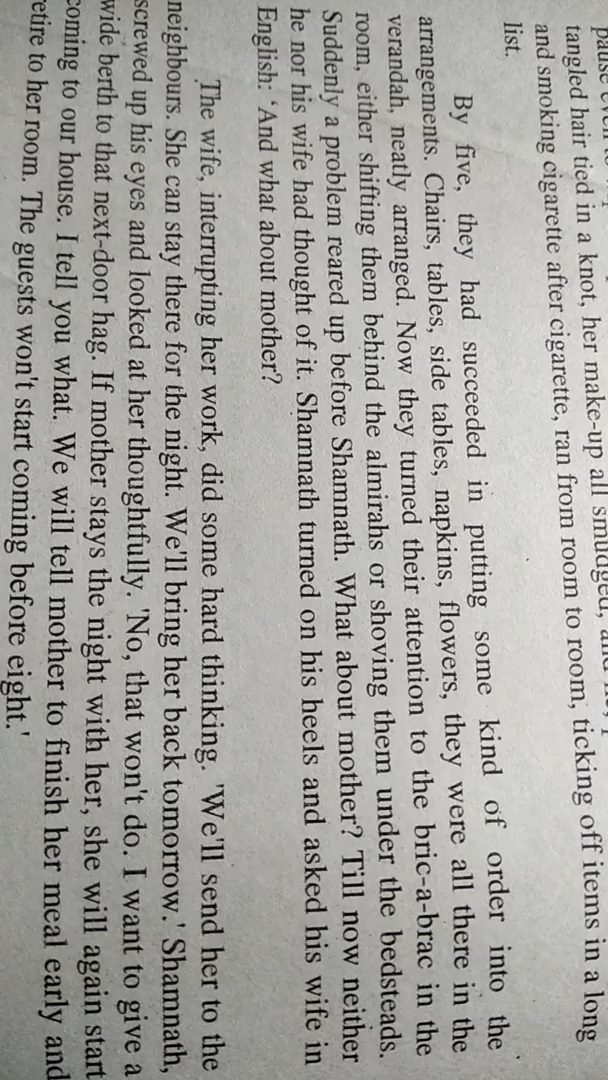 tangled hair tied in a knot, her make-up all smudged,
and smoking cigarette after cigarette, ran from room to room, ticking off items in a long
list.
By five, they had succeeded in putting some kind of order into the
arrangements. Chairs, tables, side tables, napkins, flowers, they were all there in the
verandah, neatly arranged. Now they turned their attention to the bric-a-brac in the
room, either shifting them behind the almirahs or shoving them under the bedsteads.
Suddenly a problem reared up before Shamnath. What about mother? Till now neither
he nor his wife had thought of it. Shamnath turned on his heels and asked his wife in
English: 'And what about mother?
The wife, interrupting her work, did some hard thinking. 'We'll send her to the
neighbours. She can stay there for the night. We'll bring her back tomorrow.' Shamnath,
screwed up his eyes and looked at her thoughtfully. 'No, that won't do. I want to give a
wide berth to that next-door hag. If mother stays the night with her, she will again start
coming to our house. I tell you what. We will tell mother to finish her meal early and
etire to her room. The guests won't start coming before eight.'